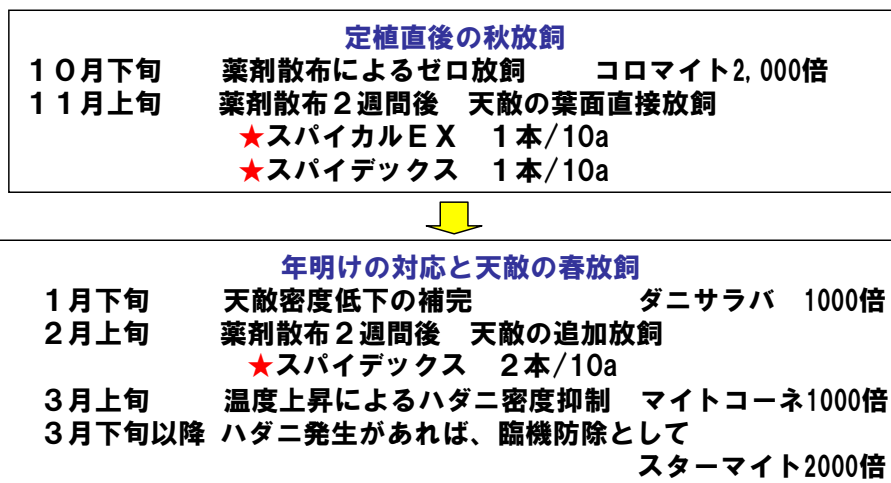 定植直後の秋放飼
１０月下旬　薬剤散布によるゼロ放飼　コロマイト2,000倍
１１月上旬　薬剤散布２週間後　天敵の葉面直接放飼
★スパイカルＥＸ　１本/10a
★スパイデックス　１本/10a
年明けの対応と天敵の春放飼
１月下旬　天敵密度低下の補完　ダニサラバ　1000倍
２月上旬　薬剤散布２週間後　天敵の追加放飼
★スパイデックス　２本/10a
３月上旬　温度上昇によるハダニ密度抑制　マイトコーネ1000倍
３月下旬以降 ハダニ発生があれば、臨機防除として
スターマイト2000倍